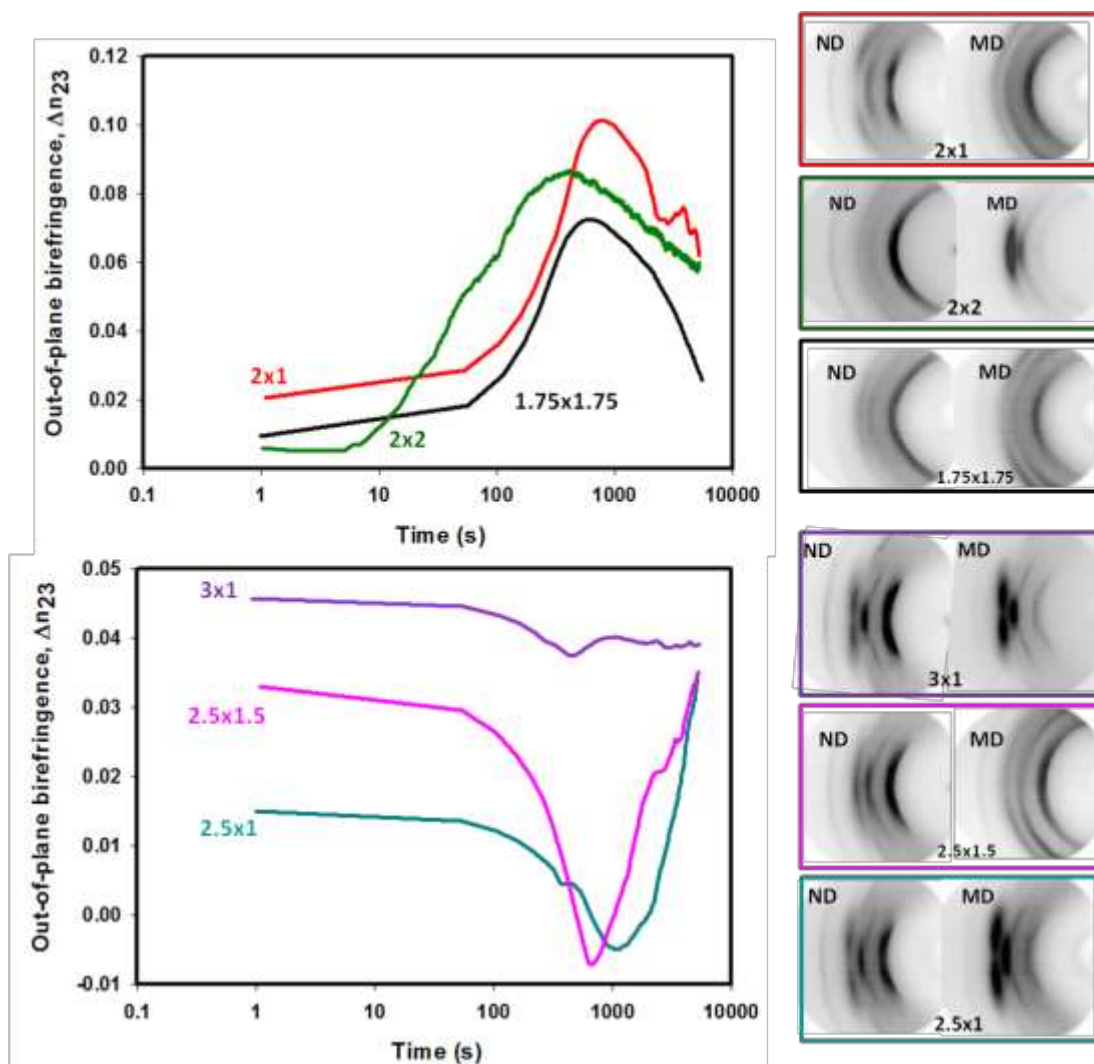 Out-of-plane birefringence, Δn23
0.12
0.10
0.08
0.06
0.04
0.02
0.00
2x1
2x2
1.75x1.75
0.1
1
10
100
1000
10000
Time (s)
ND
MD
2x1
ND
MD
2x2
ND
MD
1.75x1.75
Out-of-plane birefringence, Δn23
0.05
0.04
0.03
0.02
0.01
0.00
-0.01
3x1
2.5x1.5
2.5x1
0.1
1
10
100
1000
10000
Time (s)
ND
MD
3x1
ND
MD
2.5x1.5
ND
MD
2.5x1